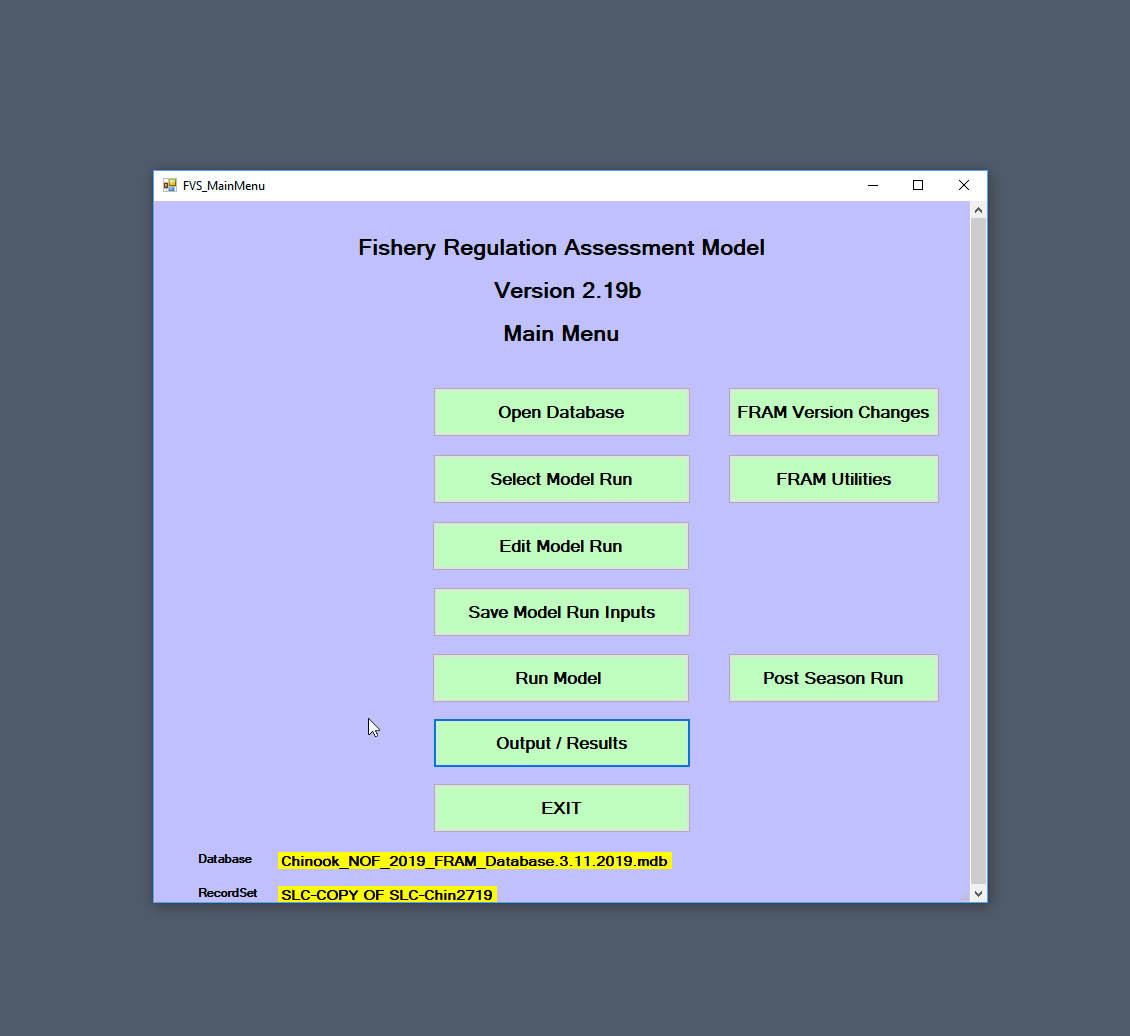 FVS_MainMenu
Fishery Regulation Assessment Model
Version 2.19b
Main Menu
Open Database
FRAM Version Changes
Select Model Run
FRAM Utilities
Edit Model Run
Save Model Run Inputs
Run Model
Post Season Run
Output / Results
EXIT
Database Chinook_NOF_2019_FRAM_Database.3.11.2019.mdb
RecordSet SLC-COPY OF SLC-Chin2719